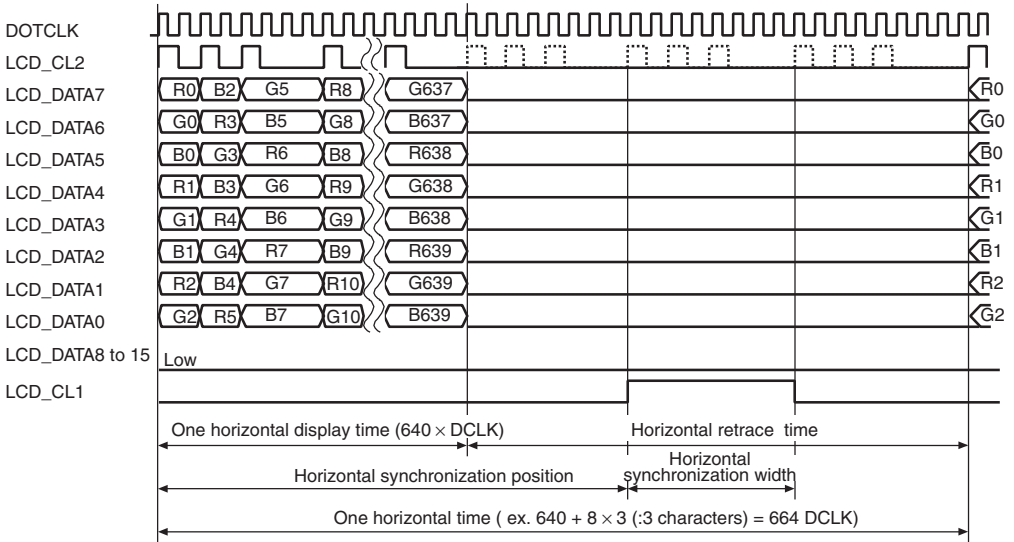 DOTCLK
LCD_CL2
LCD_DATA7 R0 B2 G5 R8 G637 R0
LCD_DATA6 G0 R3 B5 G8 B637 G0
LCD_DATA5 B0 G3 R6 B8 R638 B0
LCD_DATA4 R1 B3 G6 R9 G638 R1
LCD_DATA3 G1 R4 B6 G9 B638 G1
LCD_DATA2 B1 G4 R7 B9 R639 B1
LCD_DATA1 R2 B4 G7 R10 G639 R2
LCD_DATA0 G2 R5 B7 G10 B639 G2
LCD_DATA8 to 15 Low
LCD_CL1
One horizontal display time (640 × DCLK) Horizontal retrace time
Horizontal synchronization position Horizontal
synchronization width
One horizontal time ( ex. 640 + 8 × 3 (:3 characters) = 664 DCLK)